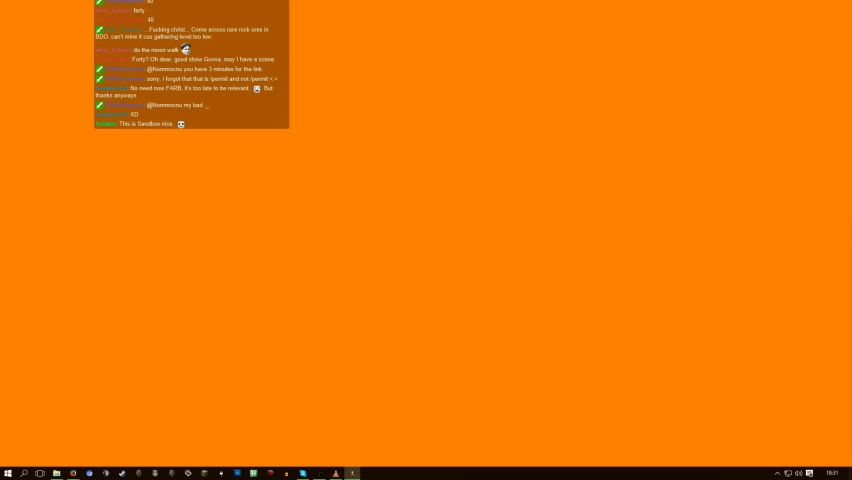 40
farty
40
..Fucking christ... Come across rare rock ores in
BDO, can't mine it cus gathering level too low.
do the moon walk
Forty? Oh dear, good show Guvna, may I have a scone
@Nommocnu you have 3 minutes for the link
sorry, I forgot that that is /permit and not /permit <.<
No need now FARB, it's too late to be relevant. But
thanks anyways
@Nommocnu my bad ._.
XD
This is Sandbox nica
18:31